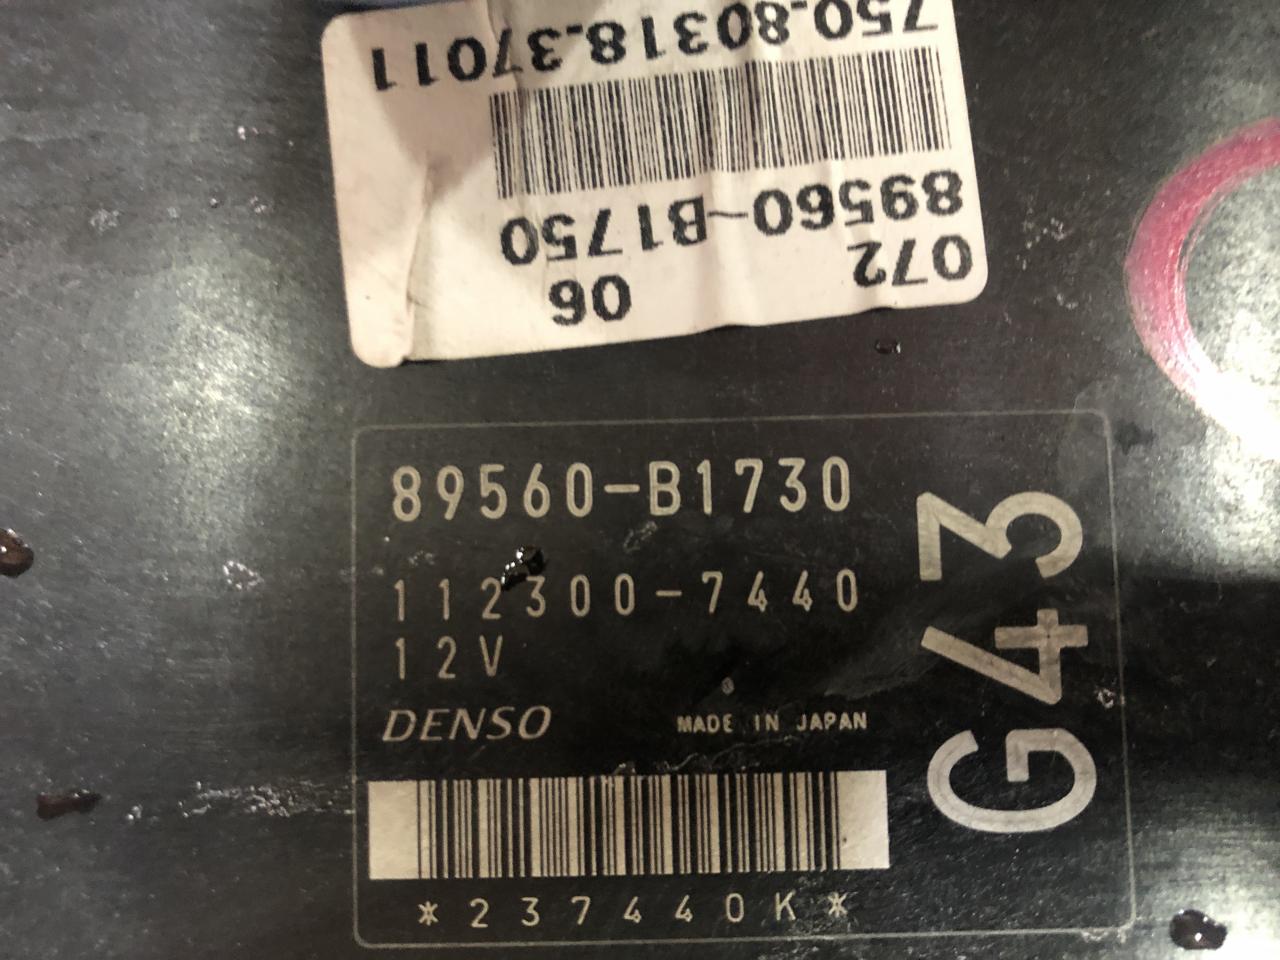 072 06
89560-B1750
750.80318.37011
89560-B1730
112300-7440
12V
DENSO MADE IN JAPAN
*237440K*
G43